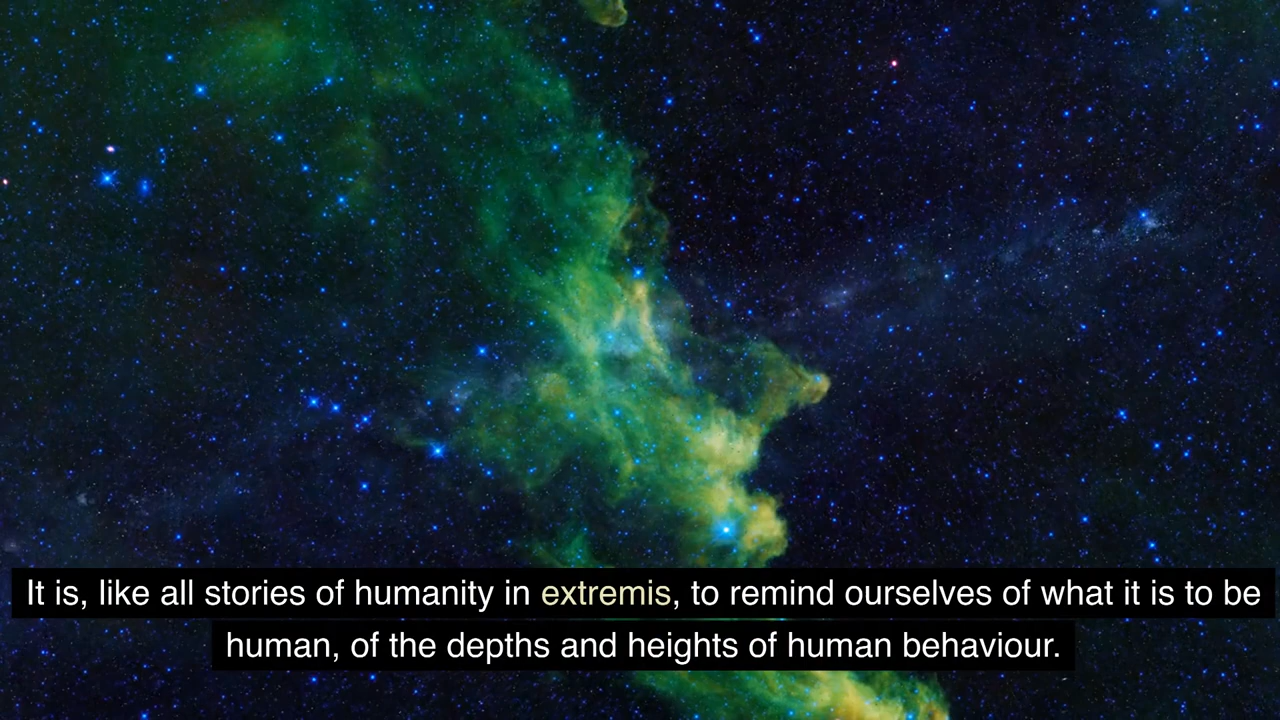 It is, like all stories of humanity in extremis, to remind ourselves of what it is to be
human, of the depths and heights of human behaviour.